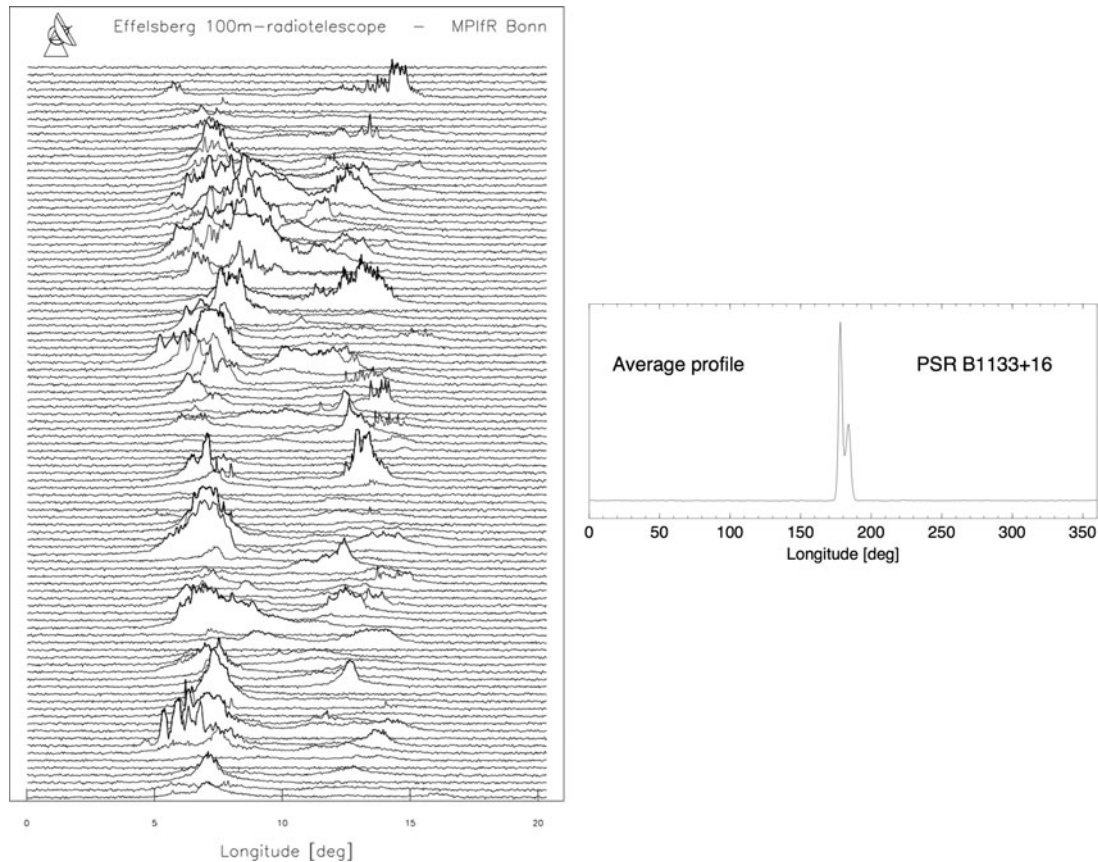 Effelsberg 100m-radiotelescope - MPIfR Bonn
0 5 10 15 20
Longitude [deg]
Average profile PSR B1133+16
0 50 100 150 200 250 300 350
Longitude [deg]